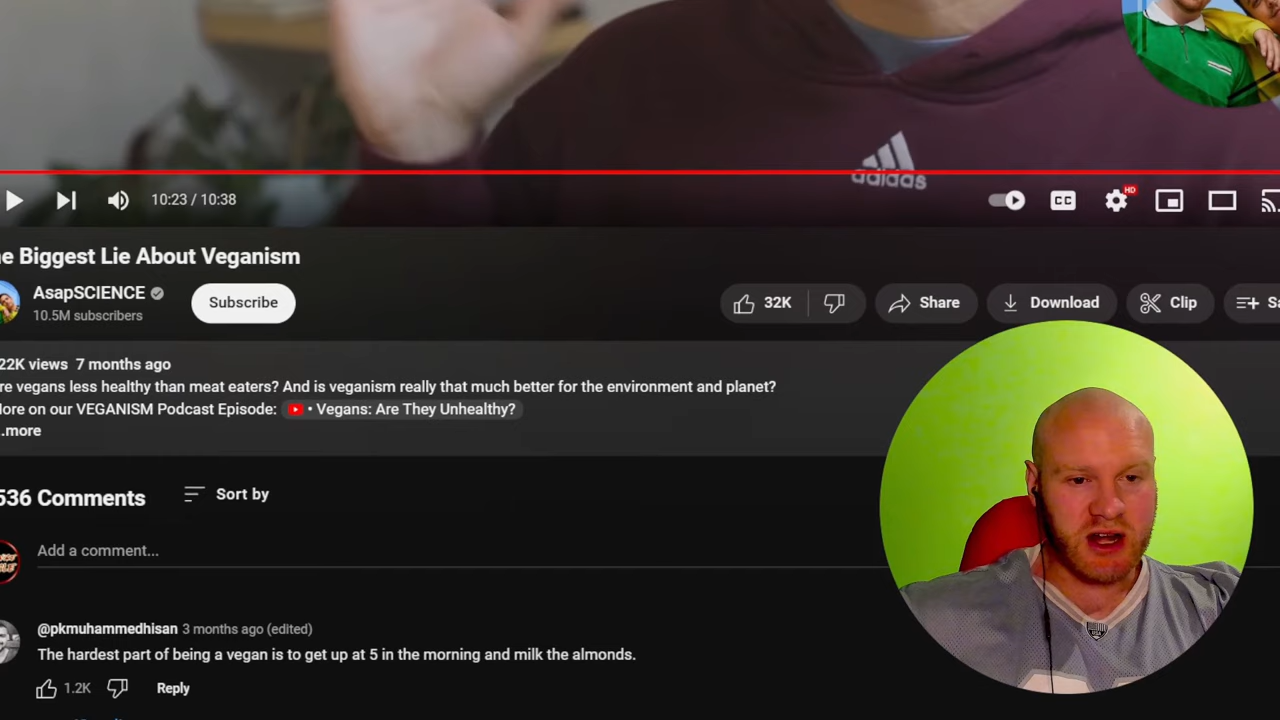 adidas
10:23 / 10:38
CC
HD
e Biggest Lie About Veganism
AsapSCIENCE
10.5M subscribers
Subscribe
32K
Share
Download
Clip
Sa
22K views 7 months ago
re vegans less healthy than meat eaters? And is veganism really that much better for the environment and planet?
ore on our VEGANISM Podcast Episode: • Vegans: Are They Unhealthy?
...more
536 Comments
Sort by
Add a comment...
@pkmuhammedhisan 3 months ago (edited)
The hardest part of being a vegan is to get up at 5 in the morning and milk the almonds.
1.2K
Reply